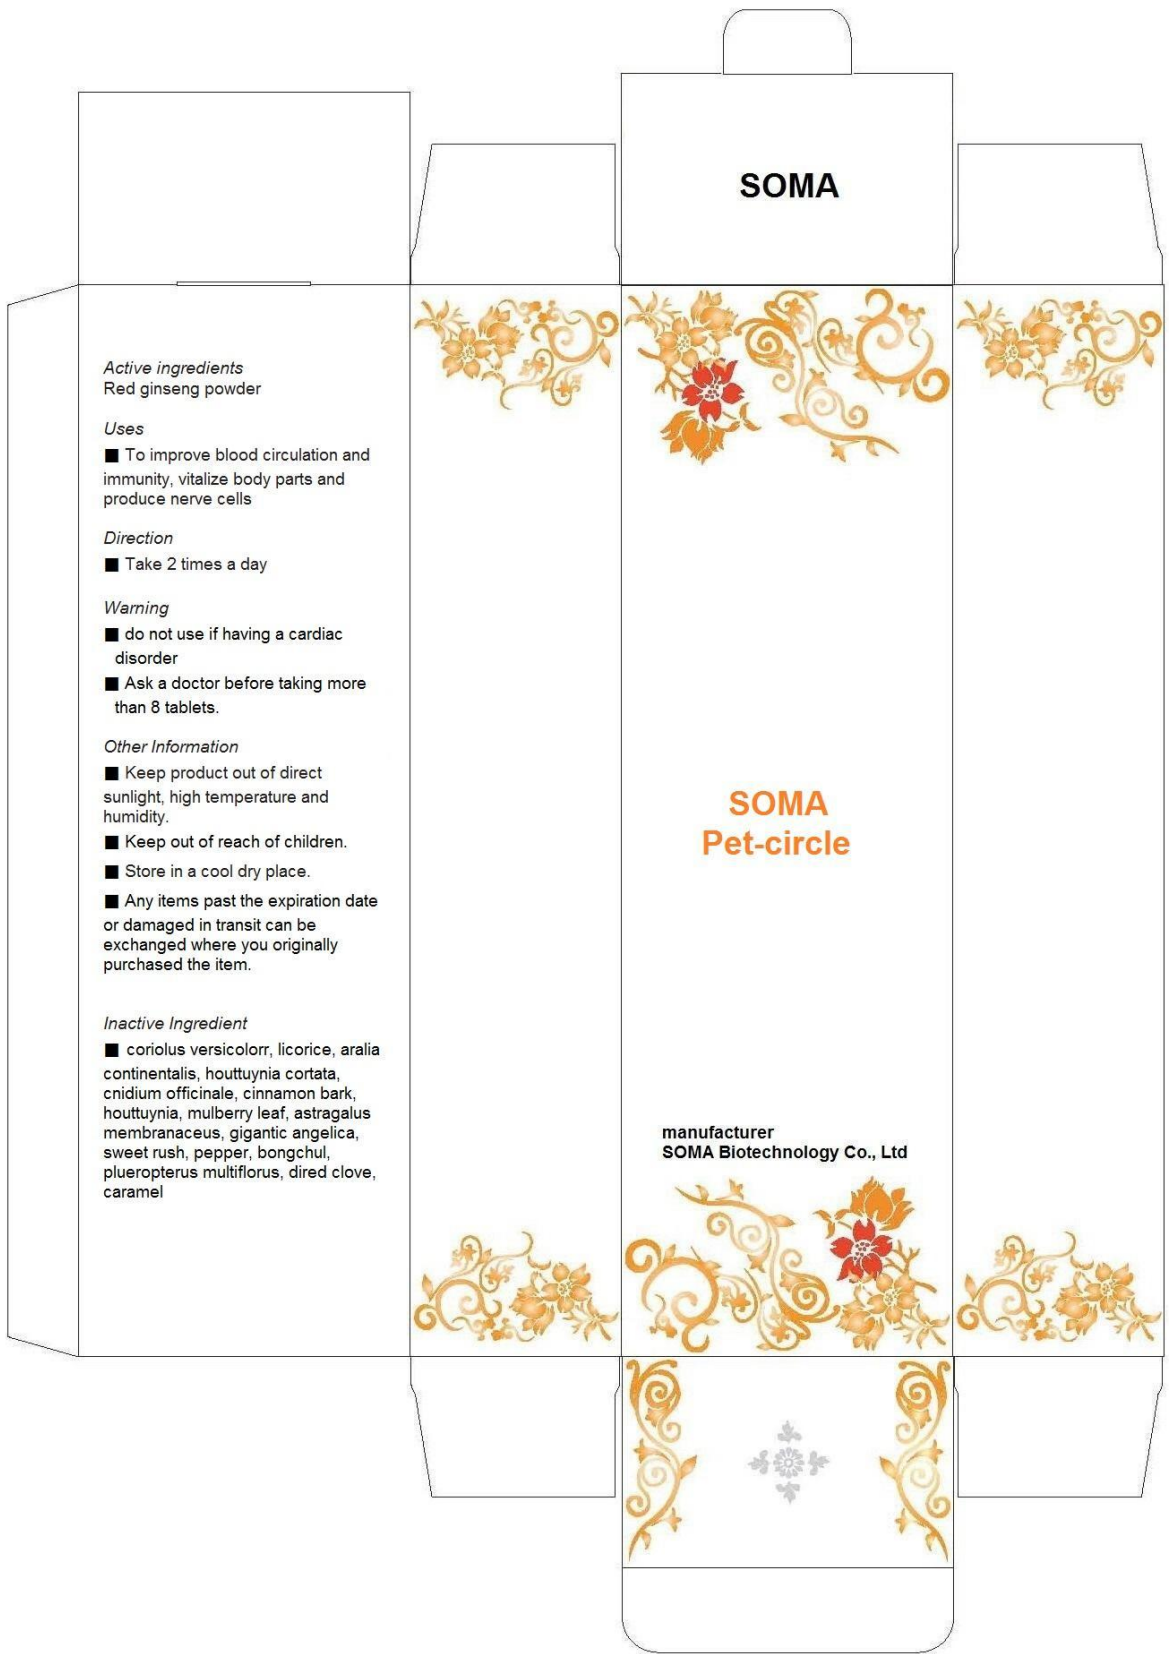 SOMA
Active ingredients
Red ginseng powder
Uses
■ To improve blood circulation and
immunity, vitalize body parts and
produce nerve cells
Direction
■ Take 2 times a day
Warning
■ do not use if having a cardiac
disorder
■ Ask a doctor before taking more
than 8 tablets.
Other Information
■ Keep product out of direct
sunlight, high temperature and
humidity.
■ Keep out of reach of children.
■ Store in a cool dry place.
■ Any items past the expiration date
or damaged in transit can be
exchanged where you originally
purchased the item.
Inactive Ingredient
■ coriolus versicolorr, licorice, aralia
continentalis, houttuynia cortata,
cnidium officinale, cinnamon bark,
houttuynia, mulberry leaf, astragalus
membranaceus, gigantic angelica,
sweet rush, pepper, bongchul,
plueropterus multiflorus, dired clove,
caramel
SOMA
Pet-circle
manufacturer
SOMA Biotechnology Co., Ltd